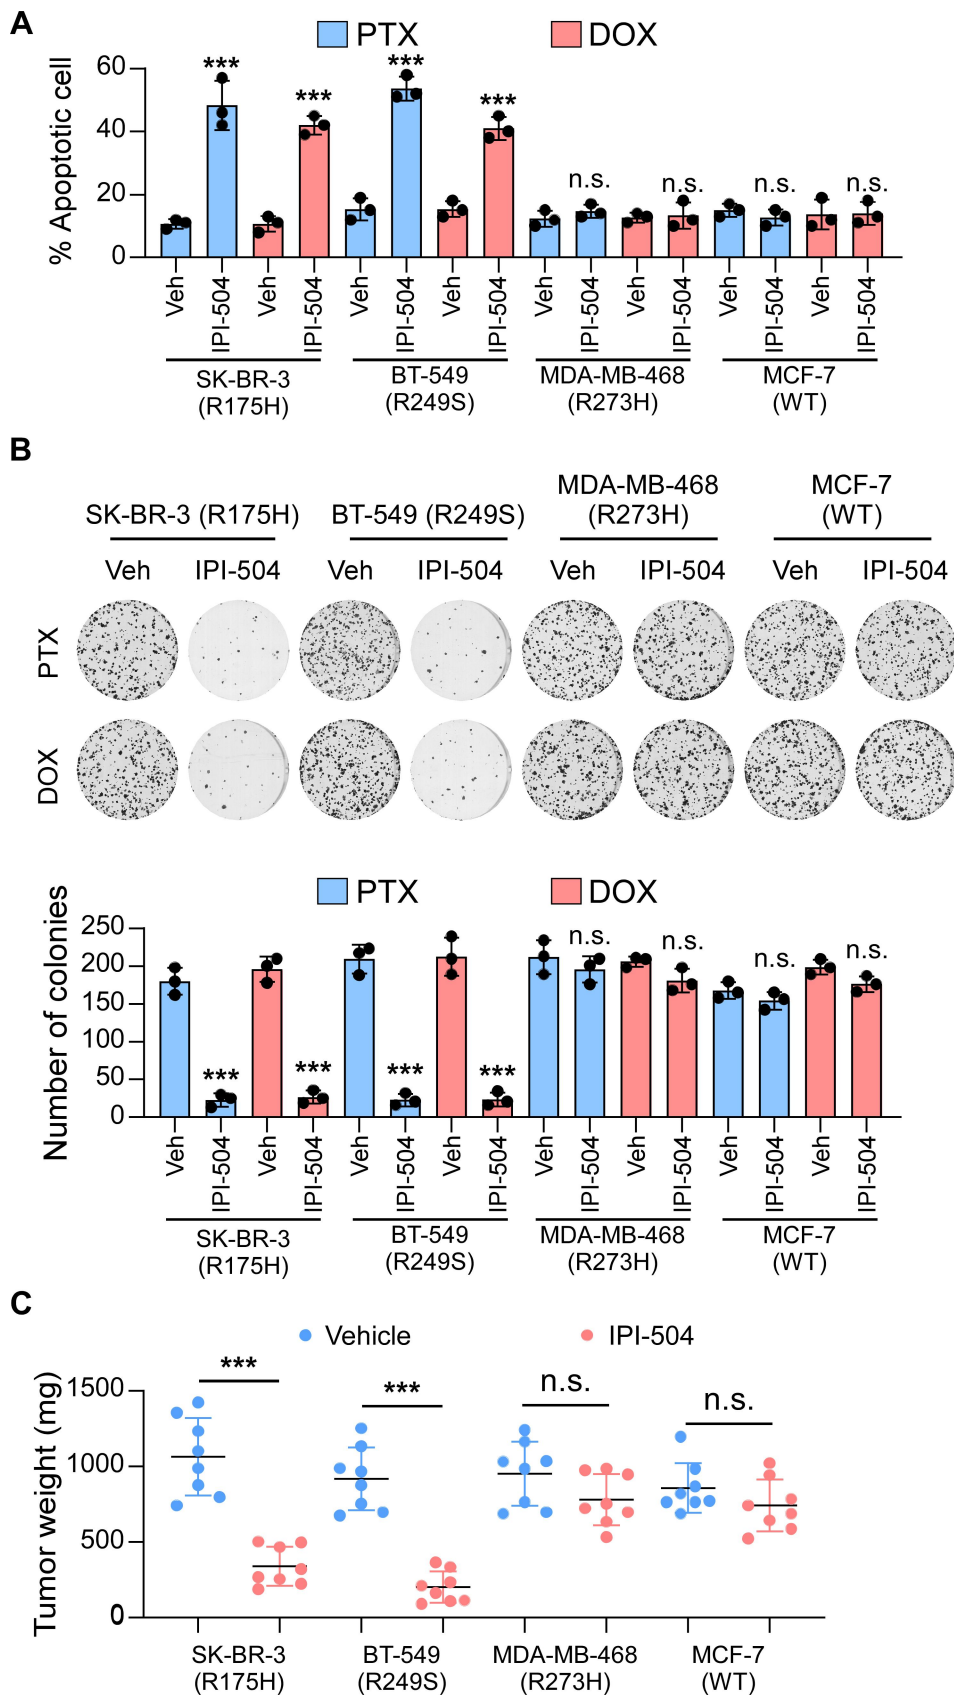 A
PTX DOX
% Apoptotic cell
60
40
20
0
*** *** *** *** n.s. n.s. n.s. n.s.
Veh IPI-504 Veh IPI-504 Veh IPI-504 Veh IPI-504 Veh IPI-504 Veh IPI-504 Veh IPI-504 Veh IPI-504
SK-BR-3 BT-549 MDA-MB-468 MCF-7
(R175H) (R249S) (R273H) (WT)
B
MDA-MB-468 MCF-7
SK-BR-3 (R175H) BT-549 (R249S) (R273H) (WT)
Veh IPI-504 Veh IPI-504 Veh IPI-504 Veh IPI-504
PTX
DOX
PTX DOX
Number of colonies
250
200
150
100
50
0
*** *** *** *** n.s. n.s. n.s. n.s.
Veh IPI-504 Veh IPI-504 Veh IPI-504 Veh IPI-504 Veh IPI-504 Veh IPI-504 Veh IPI-504 Veh IPI-504
SK-BR-3 BT-549 MDA-MB-468 MCF-7
(R175H) (R249S) (R273H) (WT)
C
Vehicle IPI-504
Tumor weight (mg)
1500
1000
500
0
*** *** n.s. n.s.
SK-BR-3 BT-549 MDA-MB-468 MCF-7
(R175H) (R249S) (R273H) (WT)